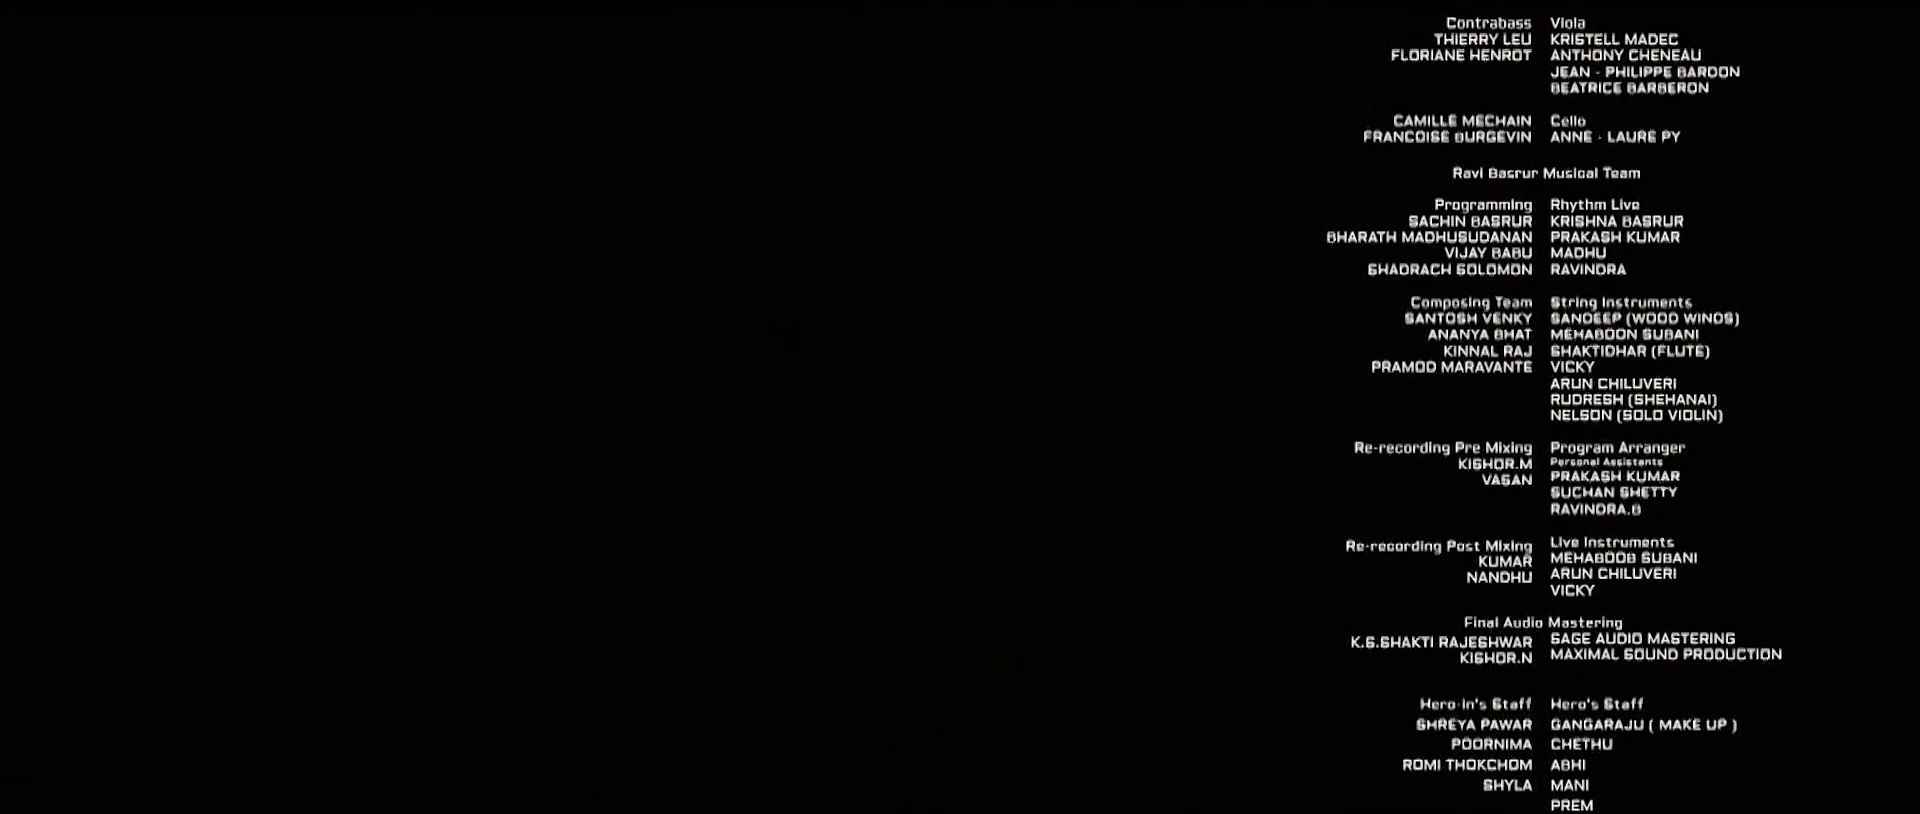 Contrabass Viola
THIERRY LEU KRISTELL MADEC
FLORIANE HENROT ANTHONY CHENEAU
JEAN - PHILIPPE BARDON
BEATRICE BARBERON
CAMILLE MECHAIN Cello
FRANCOISE BURGEVIN ANNE - LAURE PY
Ravi Basrur Musical Team
Programming Rhythm Live
SACHIN BASRUR KRISHNA BASRUR
BHARATH MADHUSUDANAN PRAKASH KUMAR
VIJAY BABU MADHU
SHADRACH SOLOMON RAVINDRA
Composing Team String Instruments
SANTOSH VENKY SANDEEP (WOOD WINDS)
ANANYA BHAT MEHABOON SUBANI
KINNAL RAJ SHAKTIDHAR (FLUTE)
PRAMOD MARAVANTE VICKY
ARUN CHILUVERI
RUDRESH (SHEHANAI)
NELSON (SOLO VIOLIN)
Re-recording Pre Mixing Program Arranger
KISHOR.M Personal Assistants
VASAN PRAKASH KUMAR
SUCHAN SHETTY
RAVINDRA.B
Re-recording Post Mixing Live Instruments
KUMAR MEHABOOB SUBANI
NANDHU ARUN CHILUVERI
VICKY
Final Audio Mastering
K.S.SHAKTI RAJESHWAR SAGE AUDIO MASTERING
KISHOR.N MAXIMAL SOUND PRODUCTION
Hero-in's Staff Hero's Staff
SHREYA PAWAR GANGARAJU ( MAKE UP )
POORNIMA CHETHU
ROMI THOKCHOM ABHI
SHYLA MANI
PREM